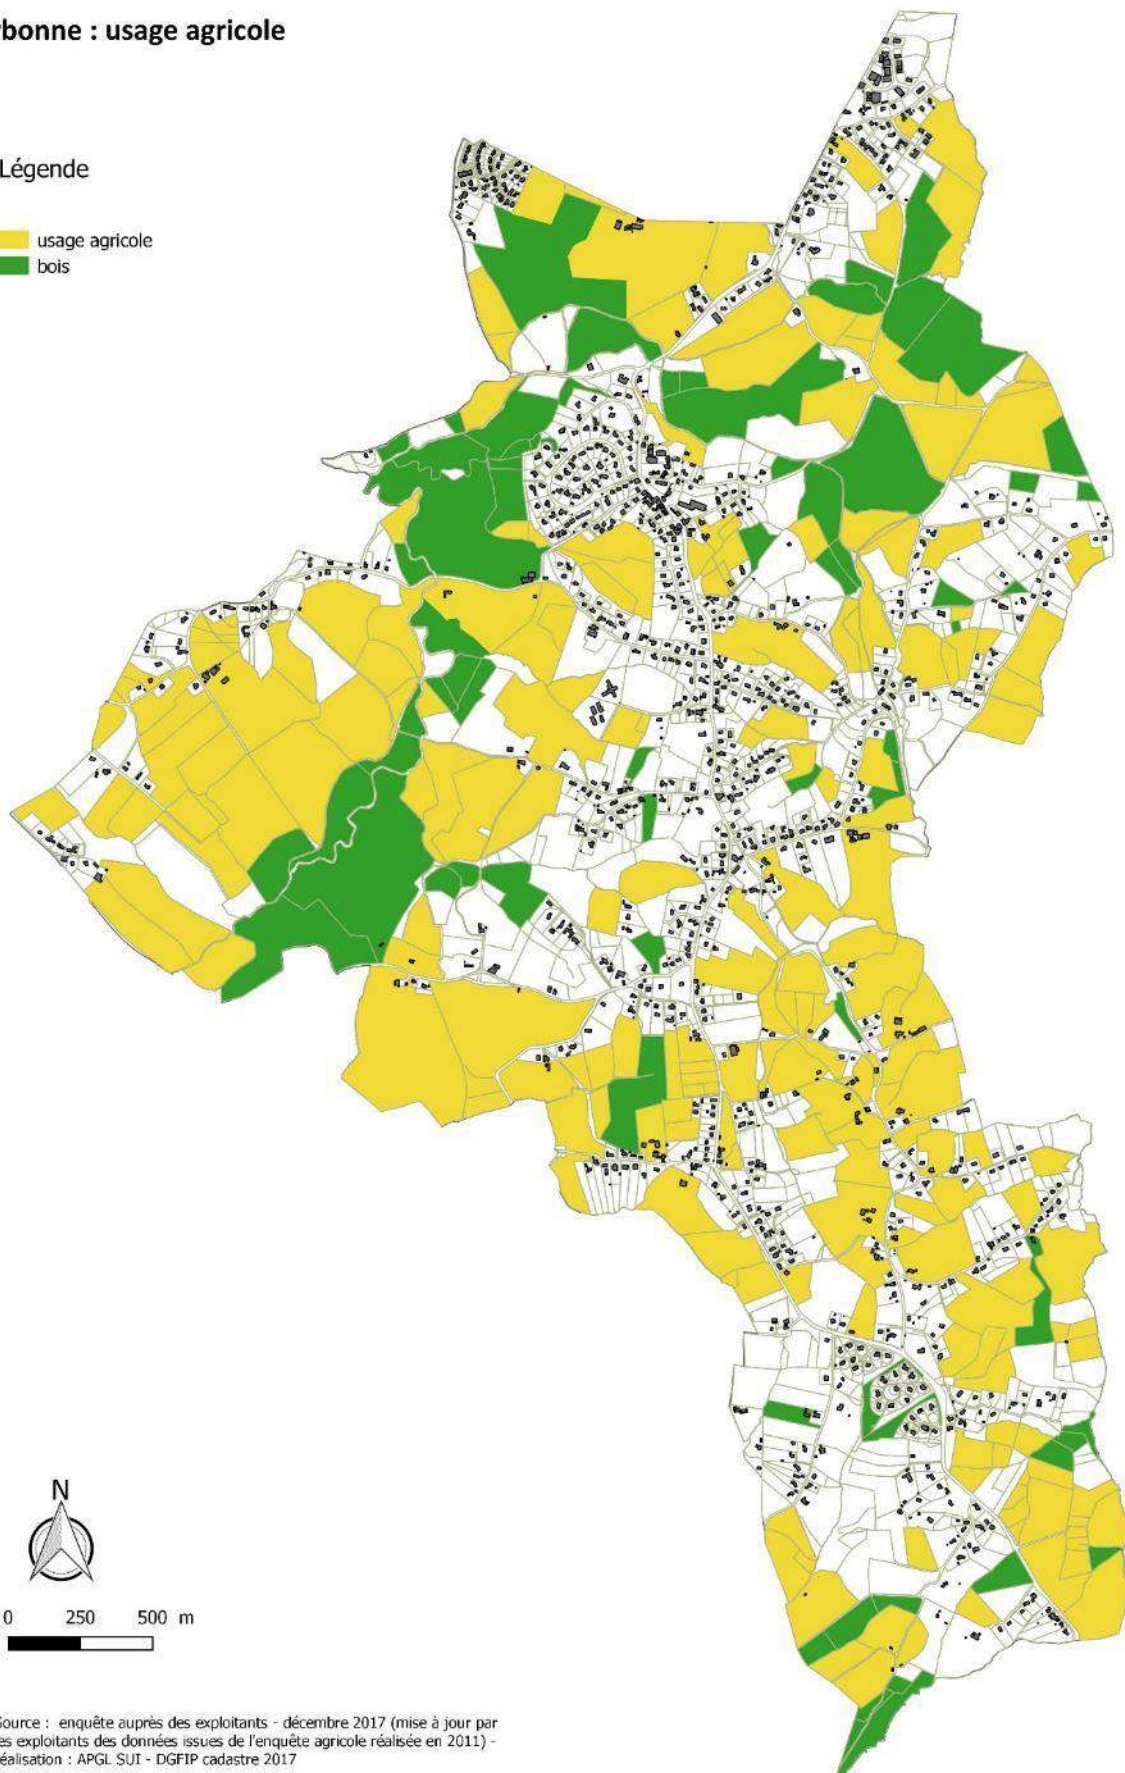 rbonne : usage agricole
Légende
usage agricole
bois
N
0 250 500 m
Source : enquête auprès des exploitants - décembre 2017 (mise à jour par
es exploitants des données issues de l'enquête agricole réalisée en 2011) -
éalisation : APGL SUI - DGFIP cadastre 2017